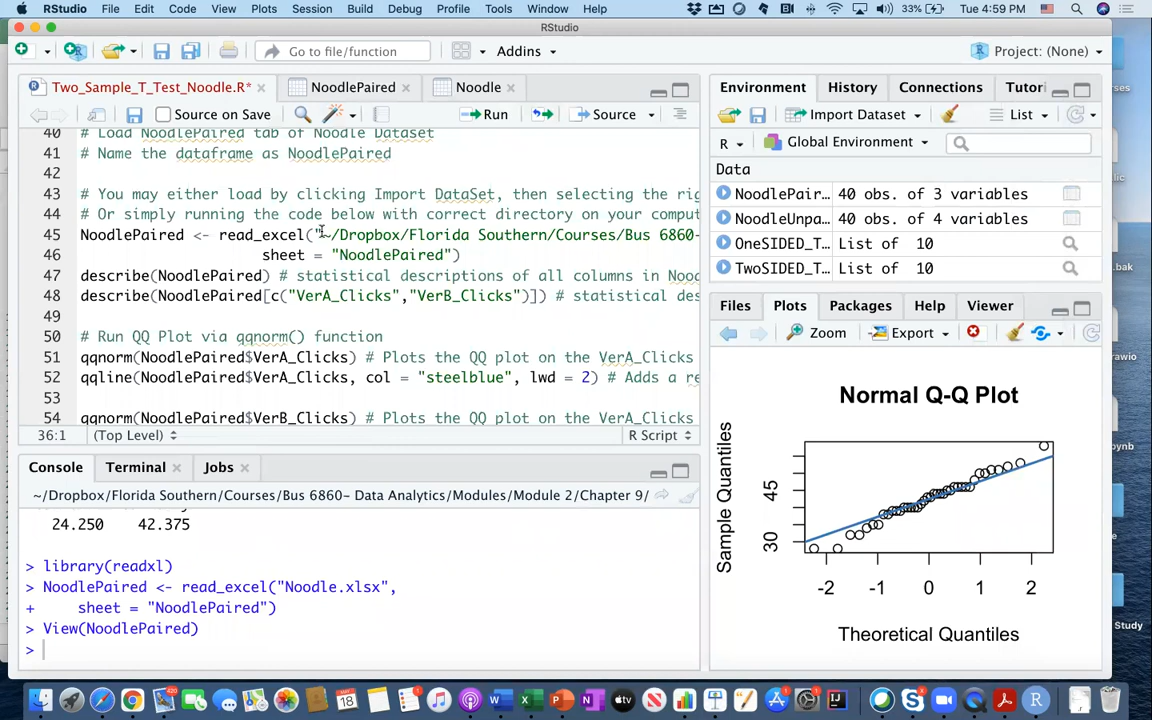 RStudio File Edit Code View Plots Session Build Debug Profile Tools Window Help 33% Tue 4:59 PM
RStudio
Go to file/function Addins Project: (None)
Two_Sample_T_Test_Noodle.R* NoodlePaired Noodle
Source on Save Run Source
40 # Load NoodlePaired tab of Noodle Dataset
41 # Name the dataframe as NoodlePaired
42
43 # You may either load by clicking Import DataSet, then selecting the rig
44 # Or simply running the code below with correct directory on your comput
45 NoodlePaired <- read_excel("~/Dropbox/Florida Southern/Courses/Bus 6860-
46 sheet = "NoodlePaired")
47 describe(NoodlePaired) # statistical descriptions of all columns in Nood
48 describe(NoodlePaired[c("VerA_Clicks","VerB_Clicks")]) # statistical des
49
50 # Run QQ Plot via qqnorm() function
51 qqnorm(NoodlePaired$VerA_Clicks) # Plots the QQ plot on the VerA_Clicks
52 qqline(NoodlePaired$VerA_Clicks, col = "steelblue", lwd = 2) # Adds a re
53
54 qqnorm(NoodlePaired$VerB_Clicks) # Plots the QQ plot on the VerA_Clicks
36:1 (Top Level) R Script
Console Terminal Jobs
~/Dropbox/Florida Southern/Courses/Bus 6860- Data Analytics/Modules/Module 2/Chapter 9/
24.250 42.375
> library(readxl)
> NoodlePaired <- read_excel("Noodle.xlsx",
+ sheet = "NoodlePaired")
> View(NoodlePaired)
>
Environment History Connections Tutori
Import Dataset List
R Global Environment
Data
NoodlePair… 40 obs. of 3 variables
NoodleUnpa… 40 obs. of 4 variables
OneSIDED_T… List of 10
TwoSIDED_T… List of 10
Files Plots Packages Help Viewer
Zoom Export
Normal Q-Q Plot
Sample Quantiles
45
30
-2 -1 0 1 2
Theoretical Quantiles
.bak
Study